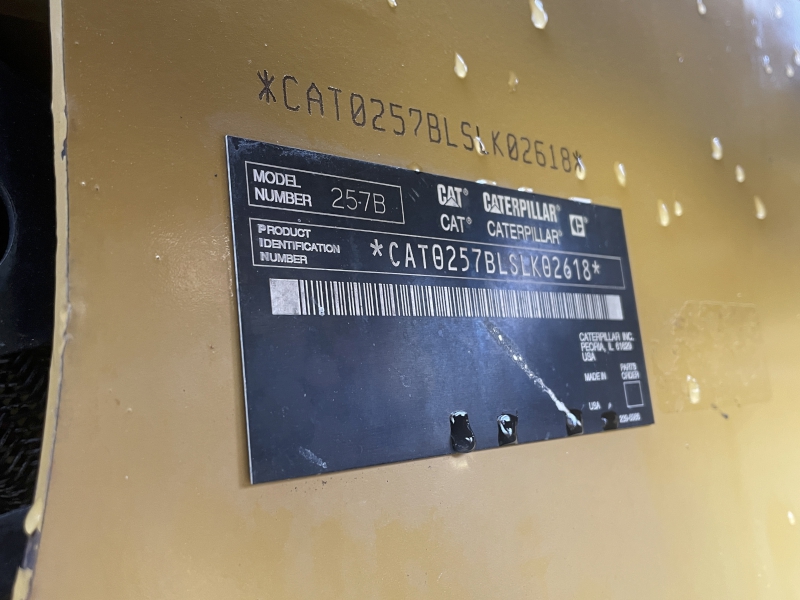 *CAT0257BLSLK02618*
MODEL NUMBER 257B
CAT CATERPILLAR C
CAT® CATERPILLAR®
PRODUCT IDENTIFICATION NUMBER *CAT0257BLSLK02618*
CATERPILLAR INC.
PEORIA, IL 61629
USA
MADE IN
PARTS ORDER
USA